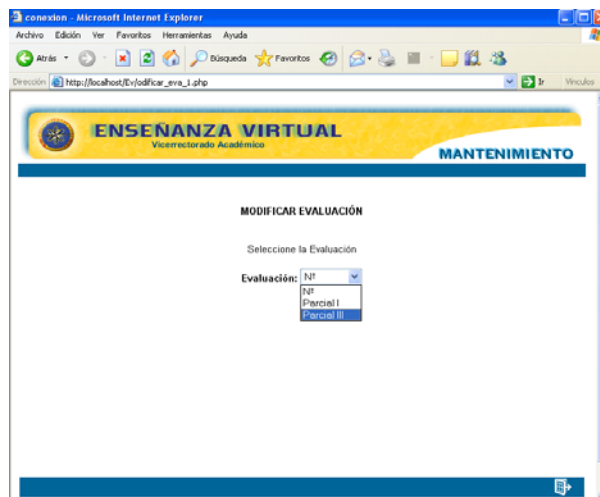 conexion - Microsoft Internet Explorer
Archivo Edición Ver Favoritos Herramientas Ayuda
Atrás Búsqueda Favoritos
Dirección http://localhost/Ev/odificar_eva_1.php Ir Vínculos
ENSEÑANZA VIRTUAL
Vicerrectorado Académico
MANTENIMIENTO
MODIFICAR EVALUACIÓN
Seleccione la Evaluación
Evaluación: Nº
Nº
Parcial I
Parcial III